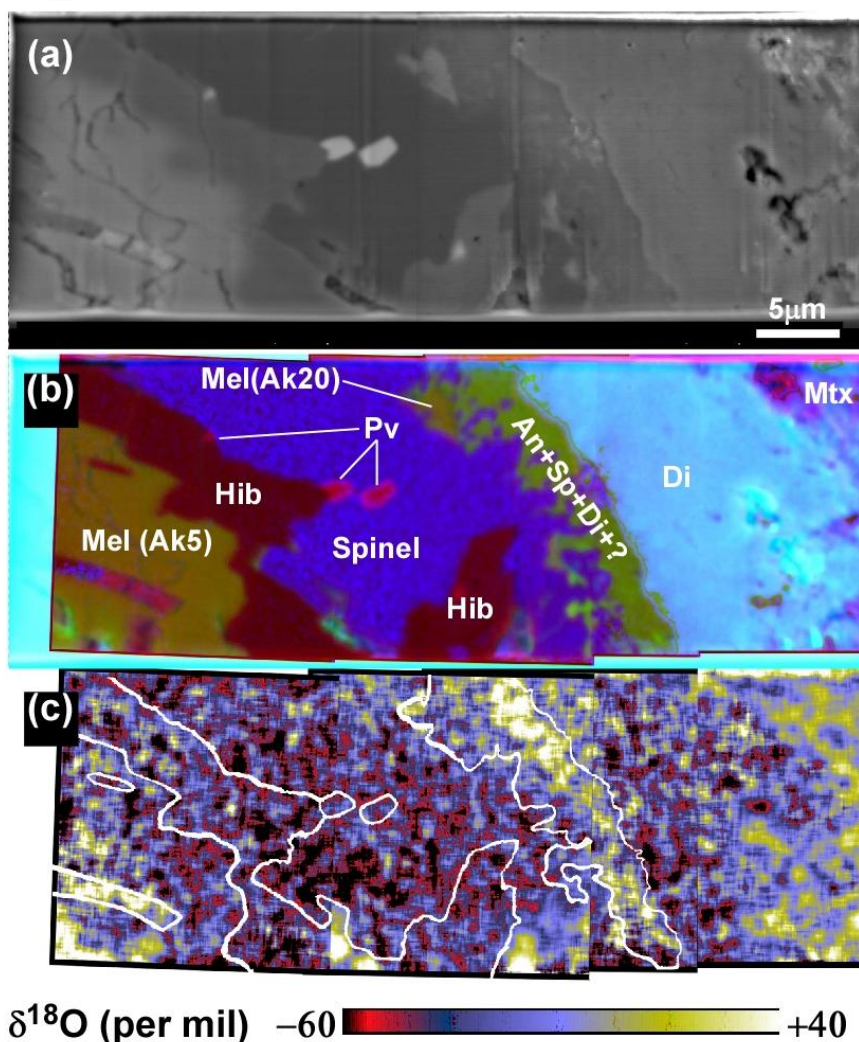 (a)
5μm
(b)
Mel(Ak20)
Pv
Mtx
An+Sp+Di+?
Di
Hib
Mel (Ak5)
Spinel
Hib
(c)
δ¹⁸O (per mil) −60 +40